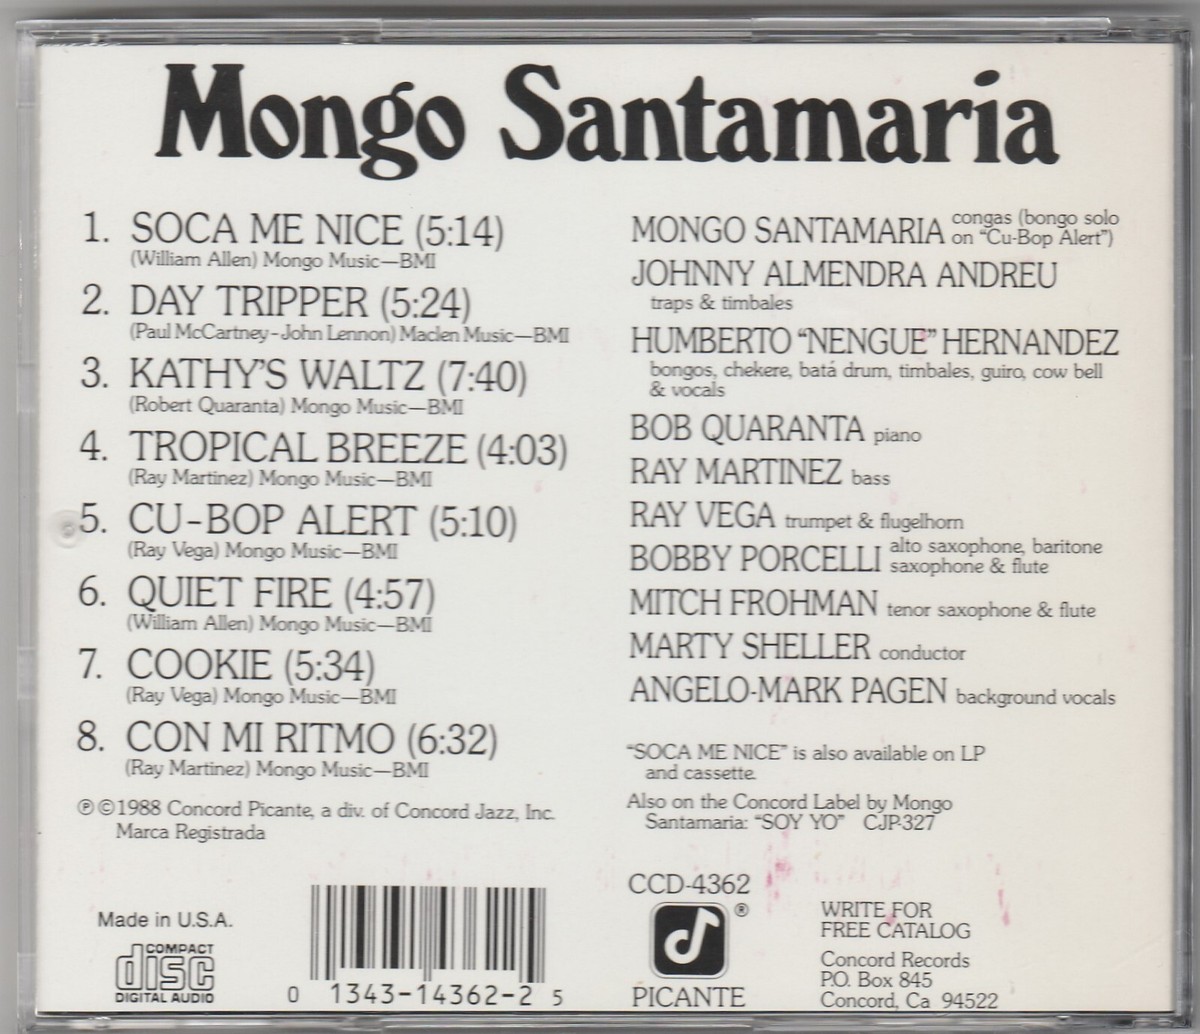 Mongo Santamaria
1. SOCA ME NICE (5:14)
(William Allen) Mongo Music—BMI
2. DAY TRIPPER (5:24)
(Paul McCartney-John Lennon) Maclen Music—BMI
3. KATHY'S WALTZ (7:40)
(Robert Quaranta) Mongo Music—BMI
4. TROPICAL BREEZE (4:03)
(Ray Martinez) Mongo Music—BMI
5. CU-BOP ALERT (5:10)
(Ray Vega) Mongo Music—BMI
6. QUIET FIRE (4:57)
(William Allen) Mongo Music—BMI
7. COOKIE (5:34)
(Ray Vega) Mongo Music—BMI
8. CON MI RITMO (6:32)
(Ray Martinez) Mongo Music—BMI
℗©1988 Concord Picante, a div. of Concord Jazz, Inc.
Marca Registrada
Made in U.S.A.
COMPACT
disc
DIGITAL AUDIO
0 1343-14362-2 5
MONGO SANTAMARIA congas (bongo solo
on "Cu-Bop Alert")
JOHNNY ALMENDRA ANDREU
traps & timbales
HUMBERTO "NENGUE" HERNANDEZ
bongos, chekere, batá drum, timbales, guiro, cow bell
& vocals
BOB QUARANTA piano
RAY MARTINEZ bass
RAY VEGA trumpet & flugelhorn
BOBBY PORCELLI alto saxophone, baritone
saxophone & flute
MITCH FROHMAN tenor saxophone & flute
MARTY SHELLER conductor
ANGELO-MARK PAGEN background vocals
"SOCA ME NICE" is also available on LP
and cassette.
Also on the Concord Label by Mongo
Santamaria: "SOY YO" CJP-327
CCD-4362
®
PICANTE
WRITE FOR
FREE CATALOG
Concord Records
P.O. Box 845
Concord, Ca 94522